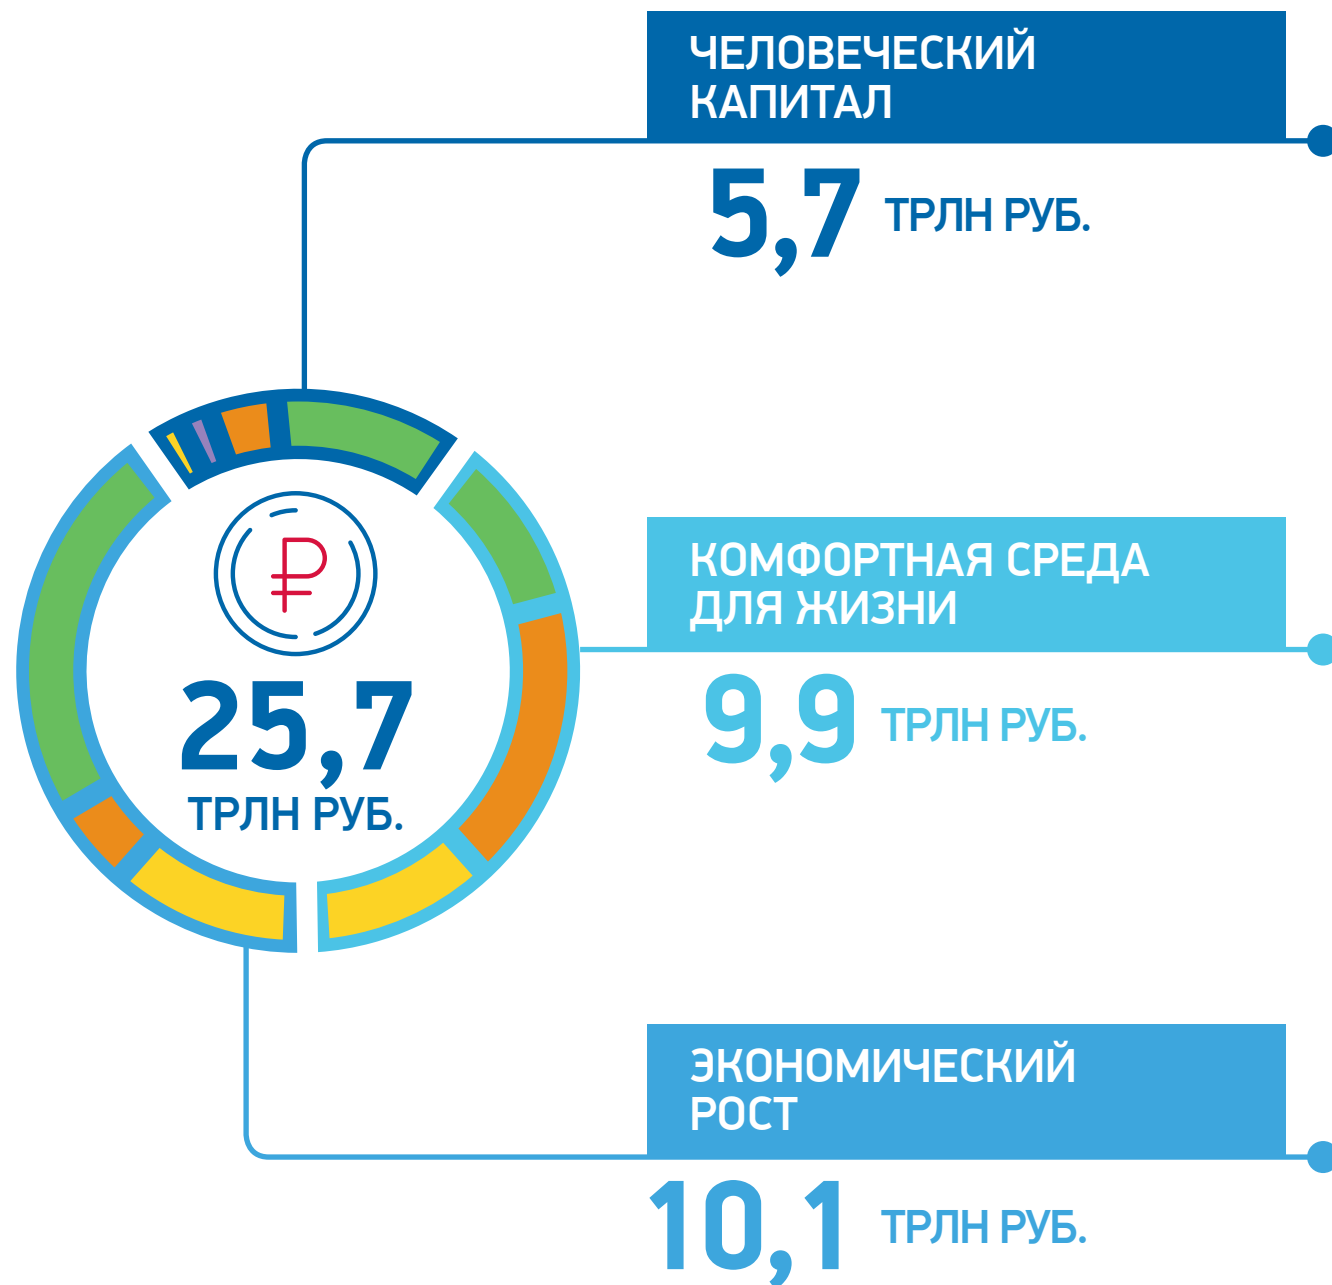 ЧЕЛОВЕЧЕСКИЙ
КАПИТАЛ
5,7 ТРЛН РУБ.
₽
25,7
ТРЛН РУБ.
КОМФОРТНАЯ СРЕДА
ДЛЯ ЖИЗНИ
9,9 ТРЛН РУБ.
ЭКОНОМИЧЕСКИЙ
РОСТ
10,1 ТРЛН РУБ.